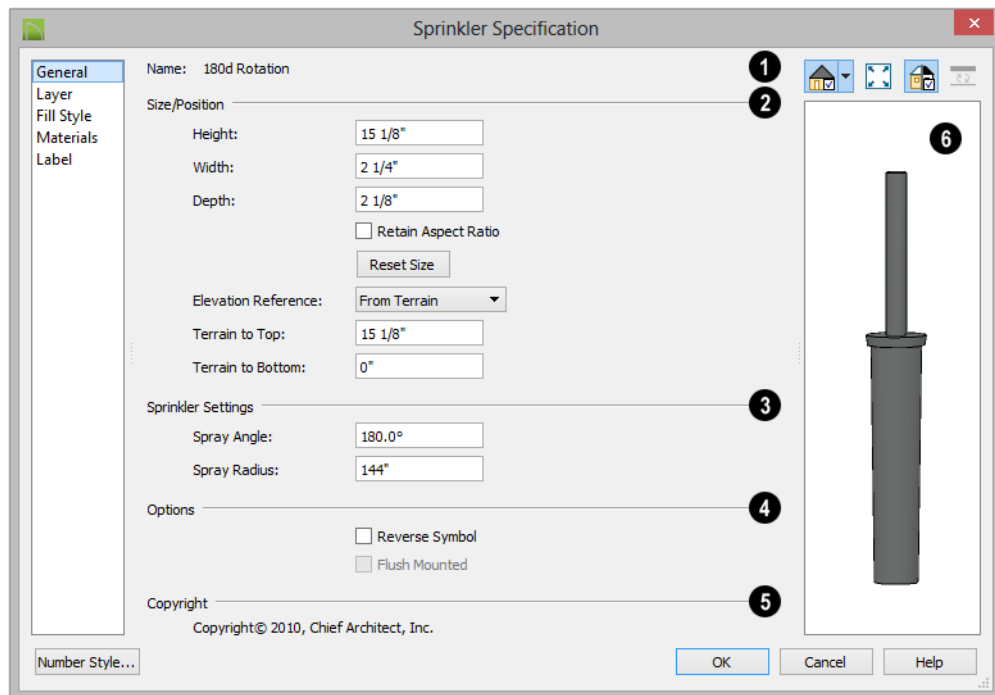 Sprinkler Specification
General
Layer
Fill Style
Materials
Label
Name: 180d Rotation
1
Size/Position
2
Height: 15 1/8"
Width: 2 1/4"
Depth: 2 1/8"
Retain Aspect Ratio
Reset Size
Elevation Reference: From Terrain
Terrain to Top: 15 1/8"
Terrain to Bottom: 0"
Sprinkler Settings
3
Spray Angle: 180.0°
Spray Radius: 144"
Options
4
Reverse Symbol
Flush Mounted
Copyright
5
Copyright© 2010, Chief Architect, Inc.
6
Number Style...
OK
Cancel
Help